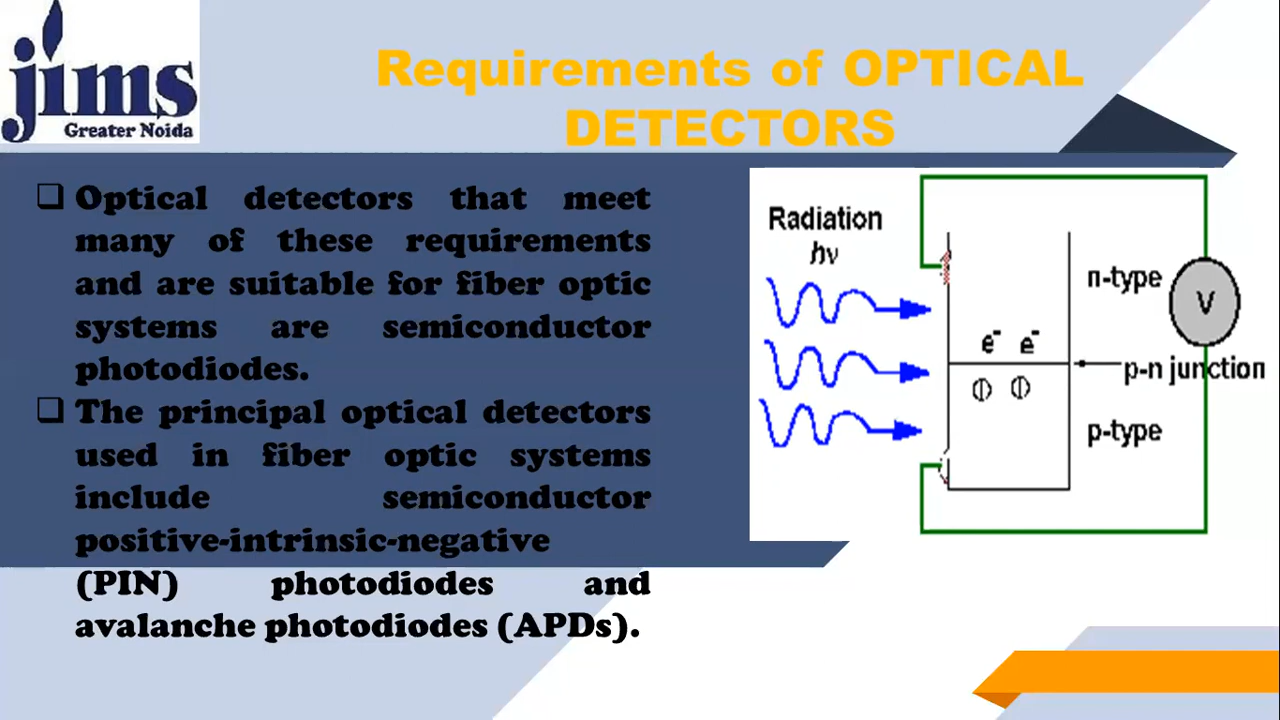 jims
Greater Noida
Requirements of OPTICAL
DETECTORS
❑ Optical detectors that meet
many of these requirements
and are suitable for fiber optic
systems are semiconductor
photodiodes.
❑ The principal optical detectors
used in fiber optic systems
include semiconductor
positive-intrinsic-negative
(PIN) photodiodes and
avalanche photodiodes (APDs).
Radiation
hν
n-type
V
e⁻ e⁻
p-n junction
p-type